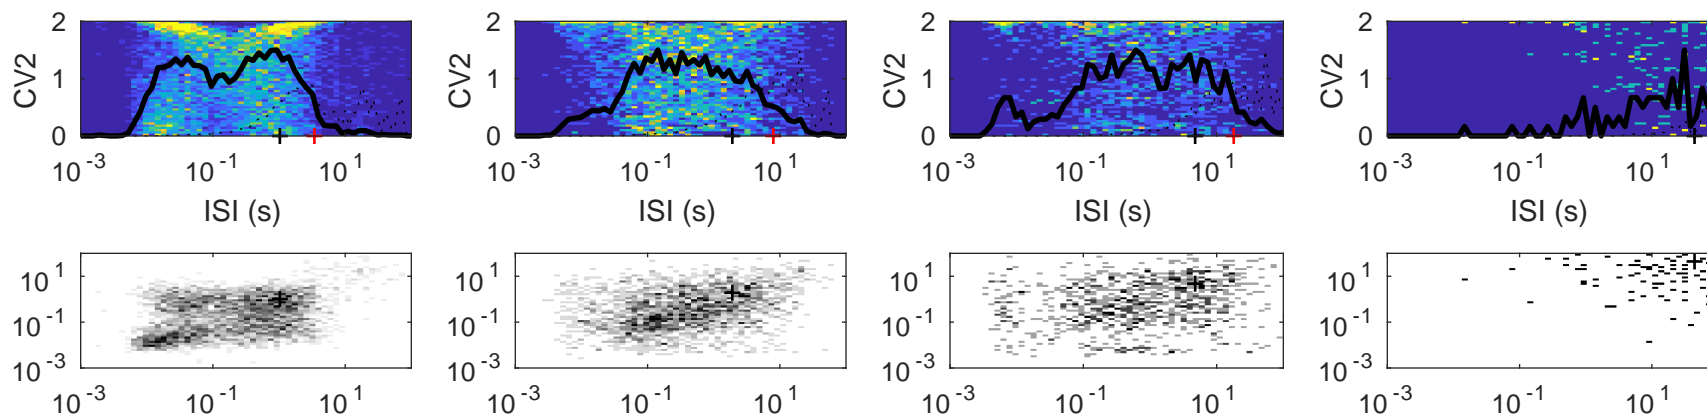 2 2 2 2
CV2 CV2 CV2 CV2
1 1 1 1
0 0 0 0
10^-3 10^-1 10^1 10^-3 10^-1 10^1 10^-3 10^-1 10^1 10^-3 10^-1 10^1
ISI (s) ISI (s) ISI (s) ISI (s)
10^1 10^1 10^1 10^1
10^-1 10^-1 10^-1 10^-1
10^-3 10^-3 10^-3 10^-3
10^-3 10^-1 10^1 10^-3 10^-1 10^1 10^-3 10^-1 10^1 10^-3 10^-1 10^1